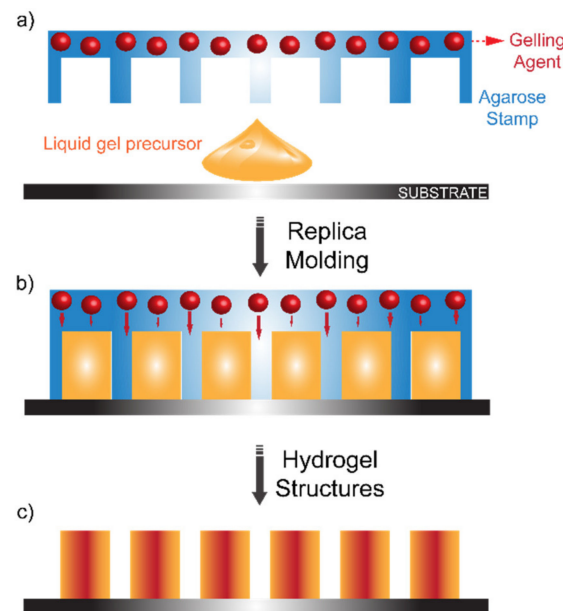 a)
Gelling
Agent
Agarose
Stamp
Liquid gel precursor
SUBSTRATE
Replica
Molding
b)
Hydrogel
Structures
c)